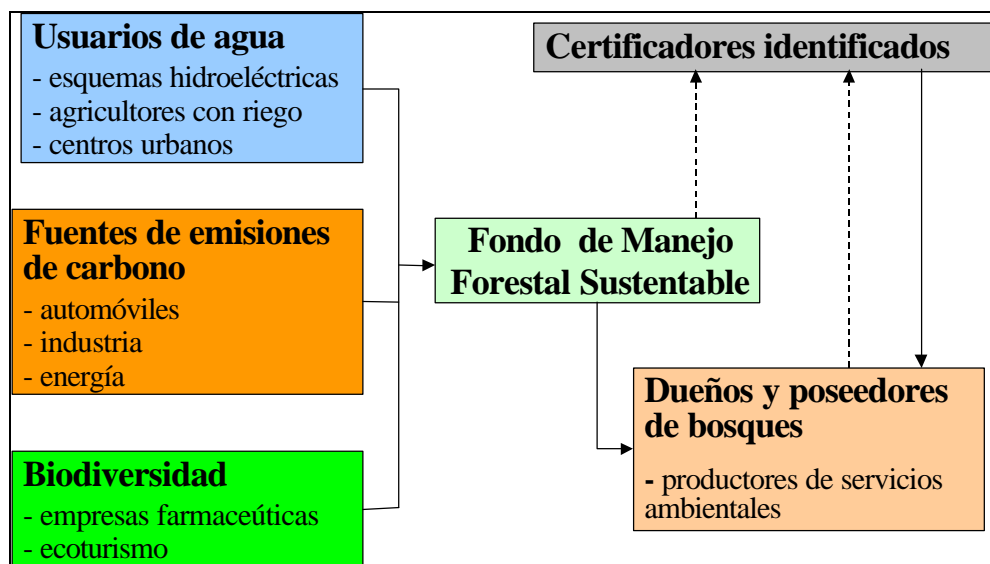 Usuarios de agua
- esquemas hidroeléctricas
- agricultores con riego
- centros urbanos
Certificadores identificados
Fuentes de emisiones
de carbono
- automóviles
- industria
- energía
Fondo de Manejo
Forestal Sustentable
Dueños y poseedores
de bosques
- productores de servicios
ambientales
Biodiversidad
- empresas farmaceúticas
- ecoturismo